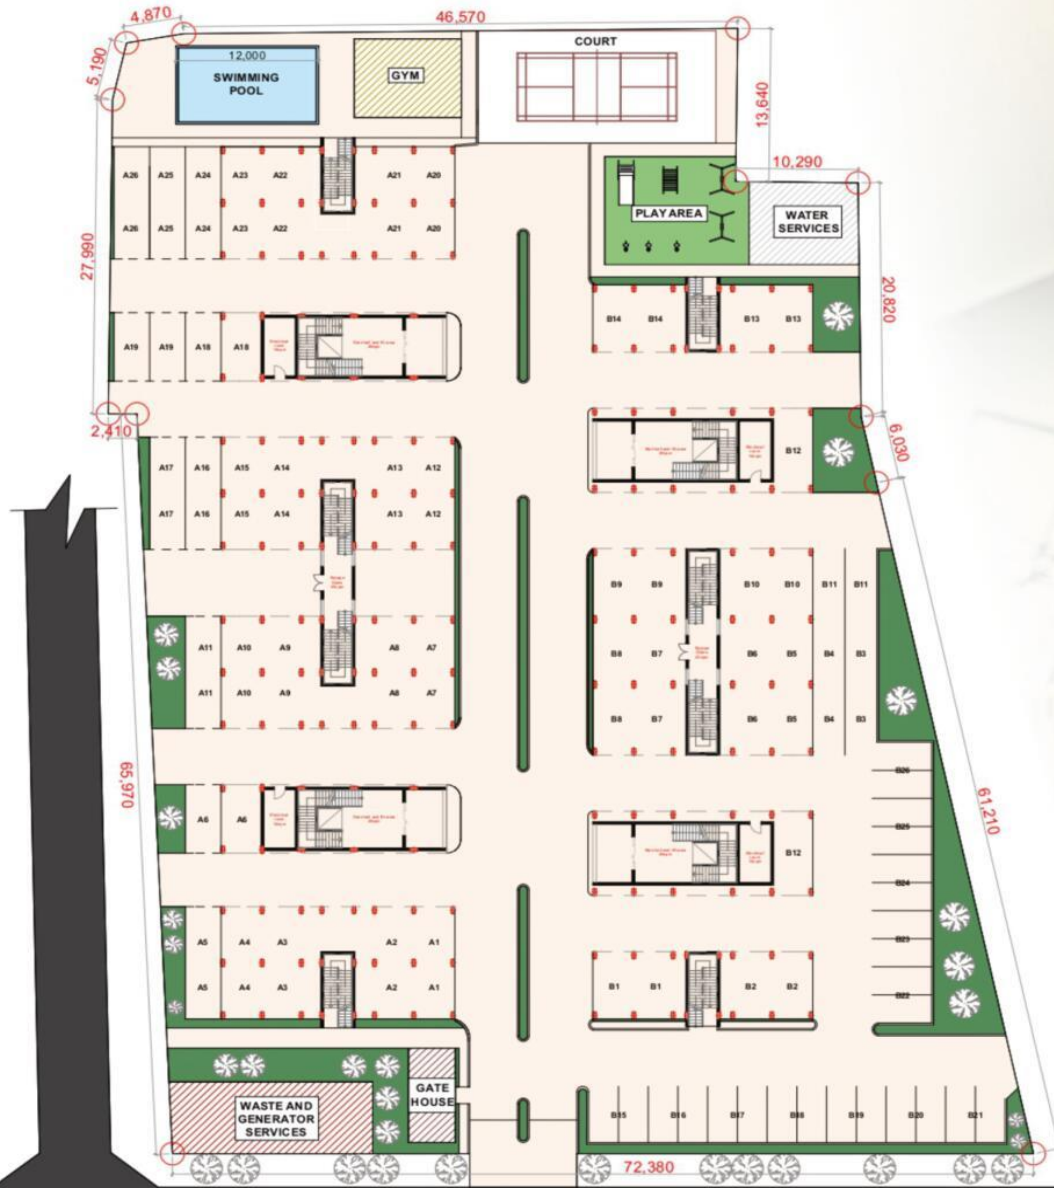 4,870
46,570
5,190
12,000
SWIMMING
POOL
GYM
COURT
13,640
10,290
A26 A25 A24 A23 A22 A21 A20
PLAY AREA
WATER
SERVICES
A26 A25 A24 A23 A22 A21 A20
27,990
20,820
B14 B14 B13 B13
A19 A19 A18 A18
2,410
6,030
B12
A17 A16 A15 A14 A13 A12
A17 A16 A15 A14 A13 A12
B9 B9 B10 B10 B11 B11
A11 A10 A9 A8 A7
B8 B7 B6 B5 B4 B3
A11 A10 A9 A8 A7
B8 B7 B6 B5 B4 B3
65,970
B26
61,210
A6 A6
B25
B12
B24
A5 A4 A3 A2 A1
B23
A5 A4 A3 A2 A1
B1 B1 B2 B2
B22
GATE
HOUSE
WASTE AND
GENERATOR
SERVICES
B15 B16 B17 B18 B19 B20 B21
72,380